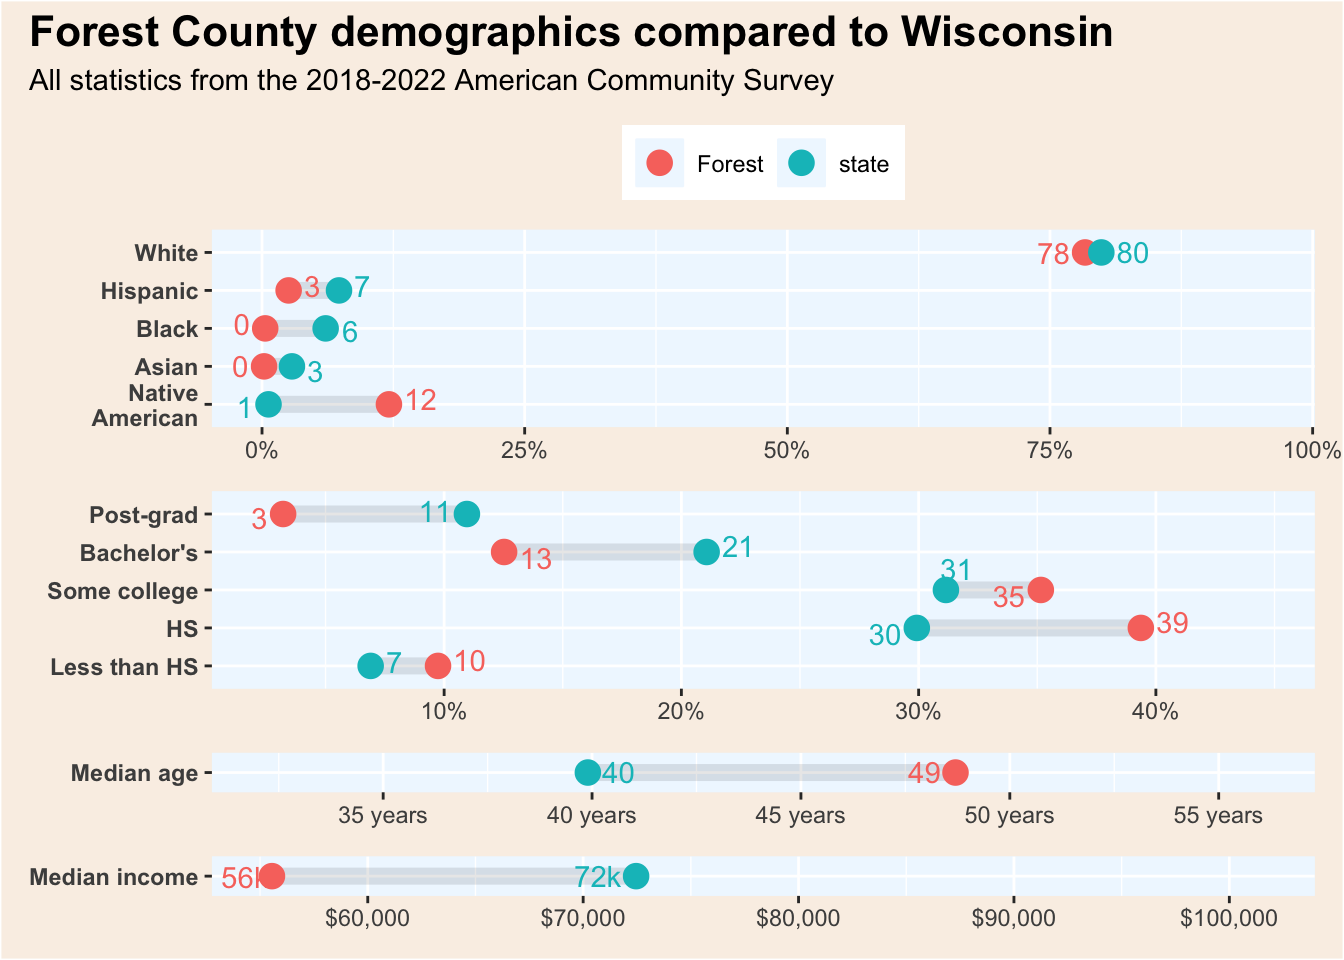 Forest County demographics compared to Wisconsin
All statistics from the 2018-2022 American Community Survey
Forest state
White 78 80
Hispanic 3 7
Black 0 6
Asian 0 3
Native
American 1 12
0% 25% 50% 75% 100%
Post-grad 3 11
Bachelor's 13 21
Some college 31 35
HS 30 39
Less than HS 7 10
10% 20% 30% 40%
Median age 40 49
35 years 40 years 45 years 50 years 55 years
Median income 56k 72k
$60,000 $70,000 $80,000 $90,000 $100,000